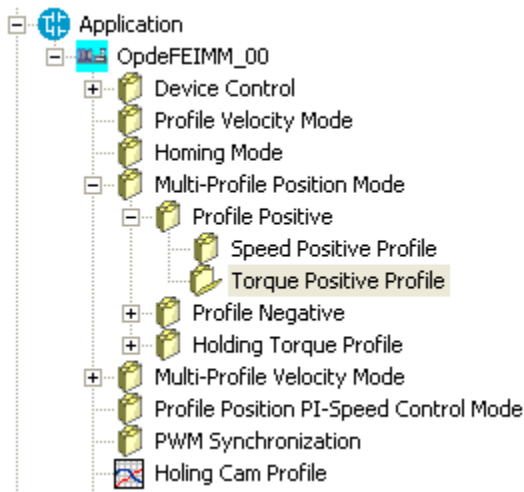 Application
OpdeFEIMM_00
Device Control
Profile Velocity Mode
Homing Mode
Multi-Profile Position Mode
Profile Positive
Speed Positive Profile
Torque Positive Profile
Profile Negative
Holding Torque Profile
Multi-Profile Velocity Mode
Profile Position PI-Speed Control Mode
PWM Synchronization
Holing Cam Profile